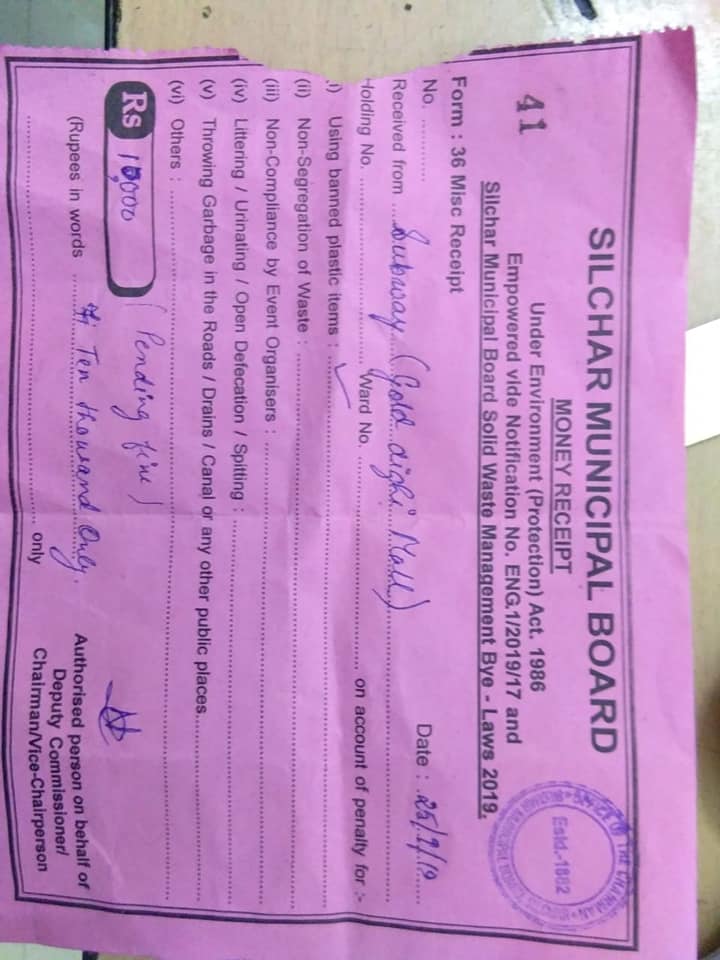 SILCHAR MUNICIPAL BOARD
MONEY RECEIPT
Under Environment (Protection) Act. 1986
Empowered vide Notification No. ENG.1/2019/17 and
Silchar Municipal Board Solid Waste Management Bye - Laws 2019.
41
Estd.-1882
Form : 36 Misc Receipt
No. ............ Date : 25/9/19
Received from Subway (Gold dighi Mall)
Holding No. ............ Ward No. ............ on account of penalty for :-
i) Using banned plastic items : ✓
(ii) Non-Segregation of Waste :
(iii) Non-Compliance by Event Organisers :
(iv) Littering / Urinating / Open Defecation / Spitting :
(v) Throwing Garbage in the Roads / Drains / Canal or any other public places
(vi) Others :
Rs 10,000 (Pending fine)
(Rupees in words Ten thousand Only.
only
Authorised person on behalf of
Deputy Commissioner/
Chairman/Vice-Chairperson